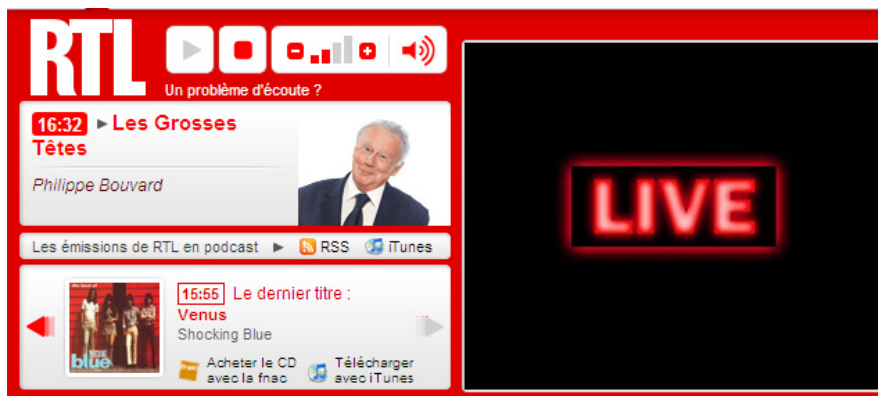 RTL
Un problème d'écoute ?
16:32 ► Les Grosses
Têtes
Philippe Bouvard
Les émissions de RTL en podcast ► RSS iTunes
15:55 Le dernier titre :
Venus
Shocking Blue
Acheter le CD
avec la fnac
Télécharger
avec iTunes
blue
LIVE